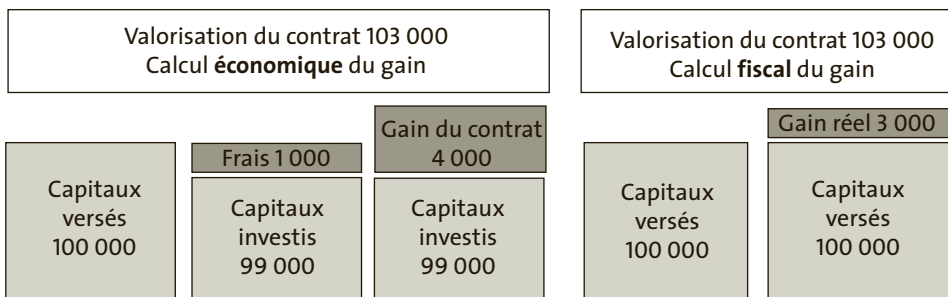 Valorisation du contrat 103 000
Calcul économique du gain
Valorisation du contrat 103 000
Calcul fiscal du gain
Capitaux
versés
100 000
Frais 1 000
Capitaux
investis
99 000
Gain du contrat
4 000
Capitaux
investis
99 000
Capitaux
versés
100 000
Gain réel 3 000
Capitaux
versés
100 000